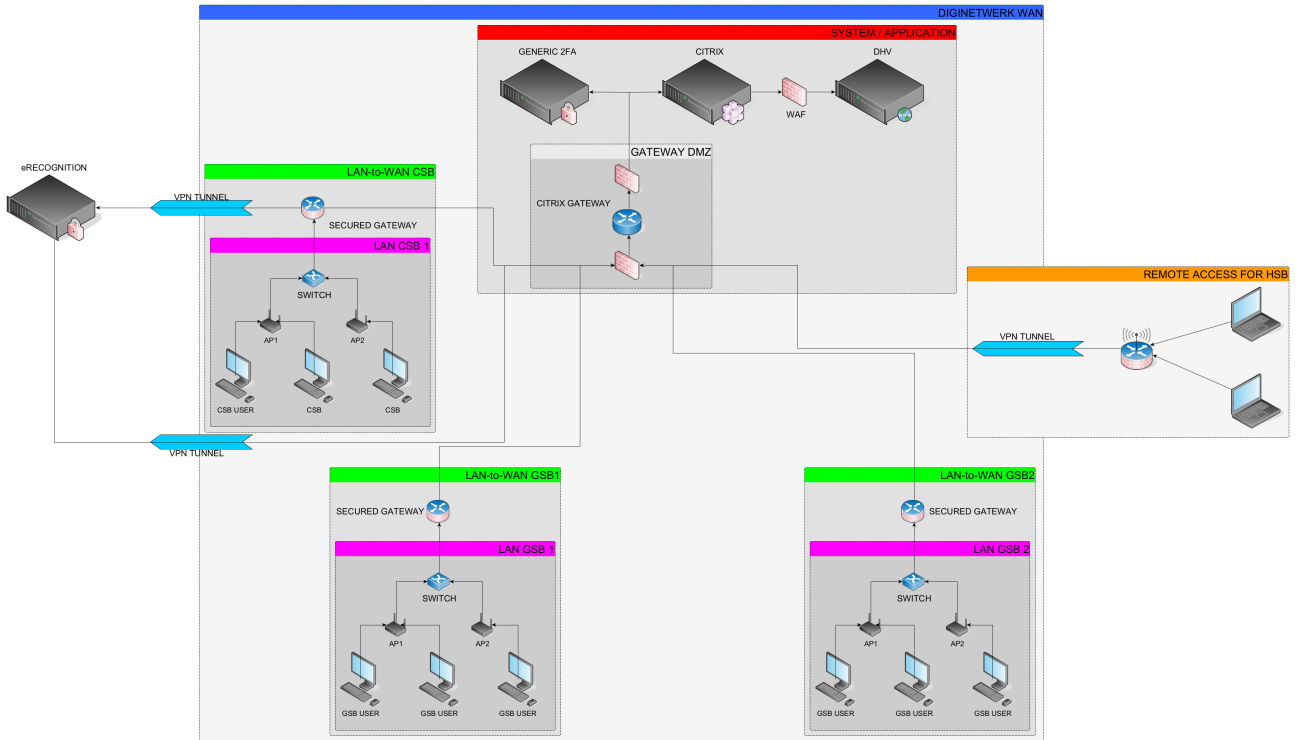 DIGINETWERK WAN
SYSTEM / APPLICATION
GENERIC 2FA
CITRIX
DHV
WAF
GATEWAY DMZ
CITRIX GATEWAY
eRECOGNITION
VPN TUNNEL
LAN-to-WAN CSB
SECURED GATEWAY
LAN CSB 1
SWITCH
AP1
AP2
CSB USER
CSB
CSB
VPN TUNNEL
REMOTE ACCESS FOR HSB
VPN TUNNEL
LAN-to-WAN GSB1
SECURED GATEWAY
LAN GSB 1
SWITCH
AP1
AP2
GSB USER
GSB USER
GSB USER
LAN-to-WAN GSB2
SECURED GATEWAY
LAN GSB 2
SWITCH
AP1
AP2
GSB USER
GSB USER
GSB USER